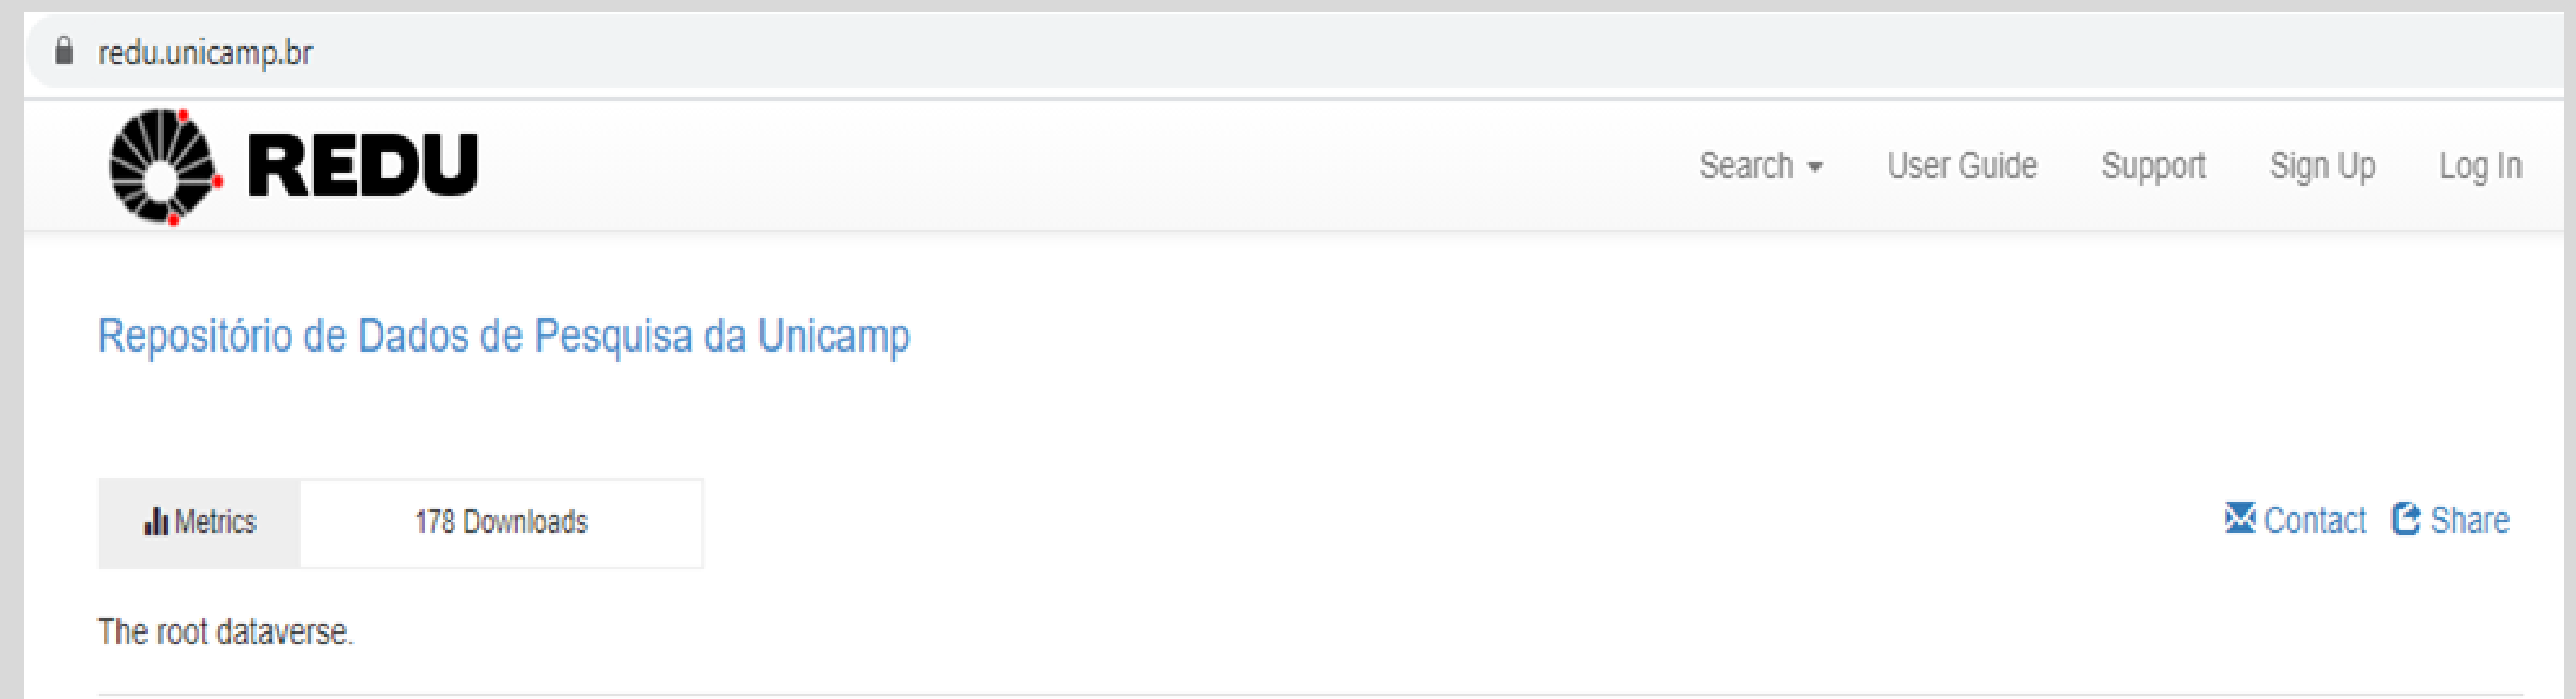 redu.unicamp.br
REDU
Search User Guide Support Sign Up Log In
Repositório de Dados de Pesquisa da Unicamp
Metrics 178 Downloads
Contact Share
The root dataverse.